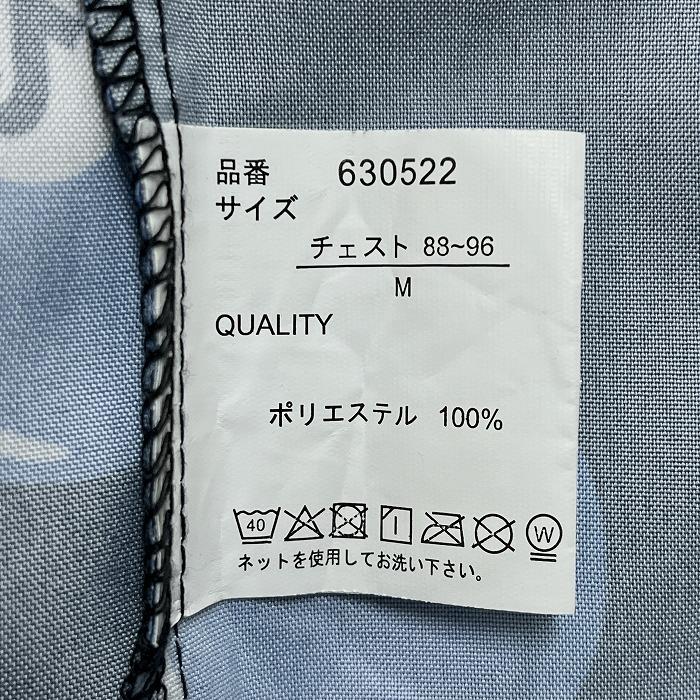 品番 630522
サイズ
チェスト 88~96
M
QUALITY
ポリエステル 100%
40 W
ネットを使用してお洗い下さい。